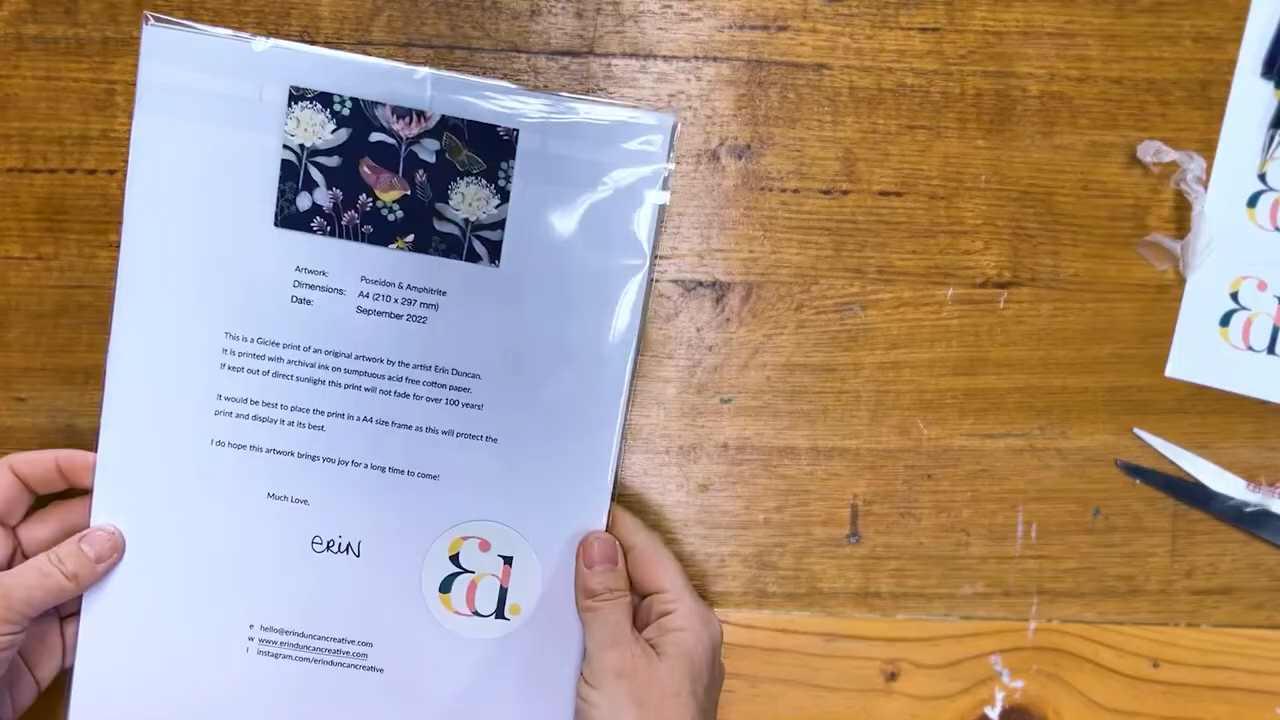 Artwork: Poseidon & Amphitrite
Dimensions: A4 (210 x 297 mm)
Date: September 2022
This is a Giclée print of an original artwork by the artist Erin Duncan.
It is printed with archival ink on sumptuous acid free cotton paper.
If kept out of direct sunlight this print will not fade for over 100 years!
It would be best to place the print in a A4 size frame as this will protect the
print and display it at its best.
I do hope this artwork brings you joy for a long time to come!
Much Love,
ERiN
Ed.
e hello@erinduncancreative.com
w www.erinduncancreative.com
I instagram.com/erinduncancreative
Ed